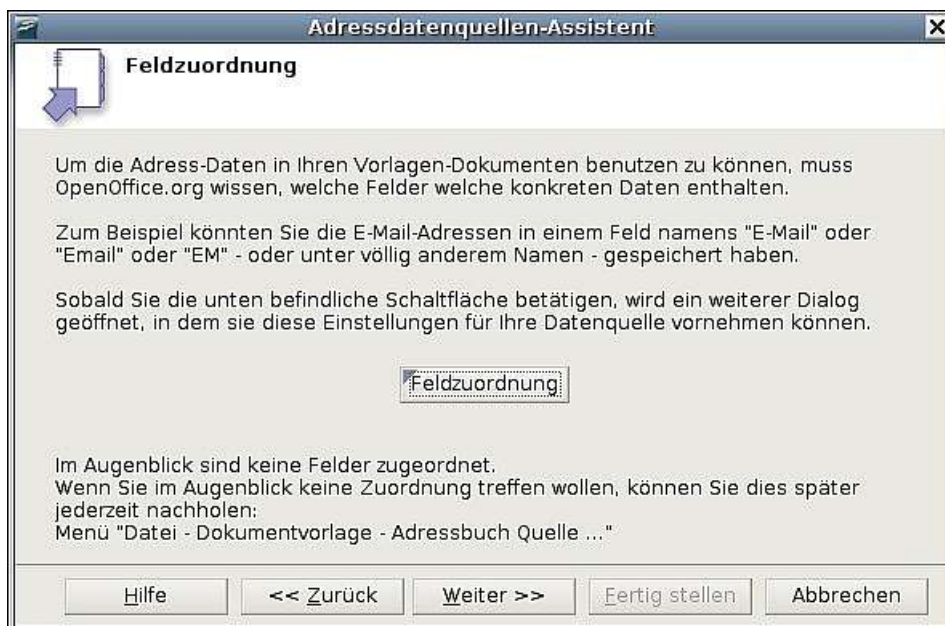 Adressdatenquellen-Assistent
Feldzuordnung
Um die Adress-Daten in Ihren Vorlagen-Dokumenten benutzen zu können, muss
OpenOffice.org wissen, welche Felder welche konkreten Daten enthalten.
Zum Beispiel könnten Sie die E-Mail-Adressen in einem Feld namens "E-Mail" oder
"Email" oder "EM" - oder unter völlig anderem Namen - gespeichert haben.
Sobald Sie die unten befindliche Schaltfläche betätigen, wird ein weiterer Dialog
geöffnet, in dem sie diese Einstellungen für Ihre Datenquelle vornehmen können.
Feldzuordnung
Im Augenblick sind keine Felder zugeordnet.
Wenn Sie im Augenblick keine Zuordnung treffen wollen, können Sie dies später
jederzeit nachholen:
Menü "Datei - Dokumentvorlage - Adressbuch Quelle ..."
Hilfe << Zurück Weiter >> Fertig stellen Abbrechen